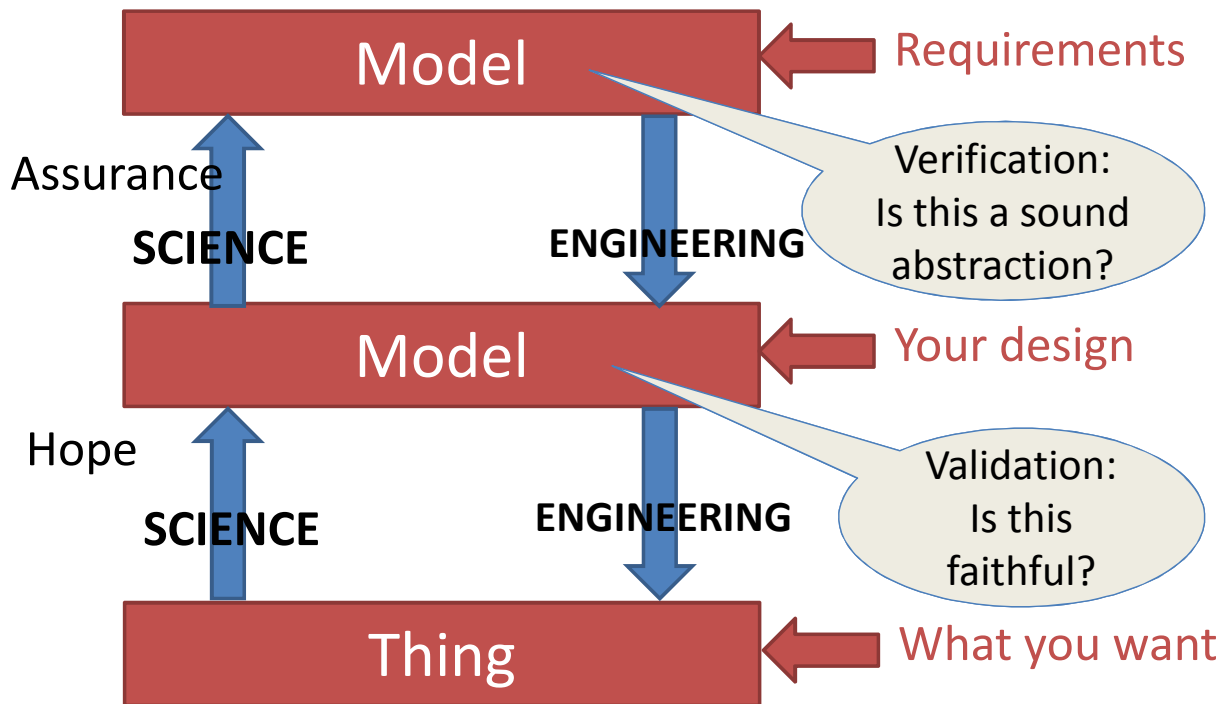 Model
Requirements
Assurance
Verification:
Is this a sound
abstraction?
SCIENCE
ENGINEERING
Model
Your design
Hope
Validation:
Is this
faithful?
SCIENCE
ENGINEERING
Thing
What you want